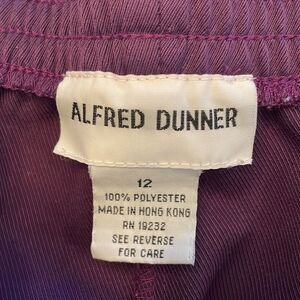 ALFRED DUNNER
12
100% POLYESTER
MADE IN HONG KONG
RN 19232
SEE REVERSE
FOR CARE